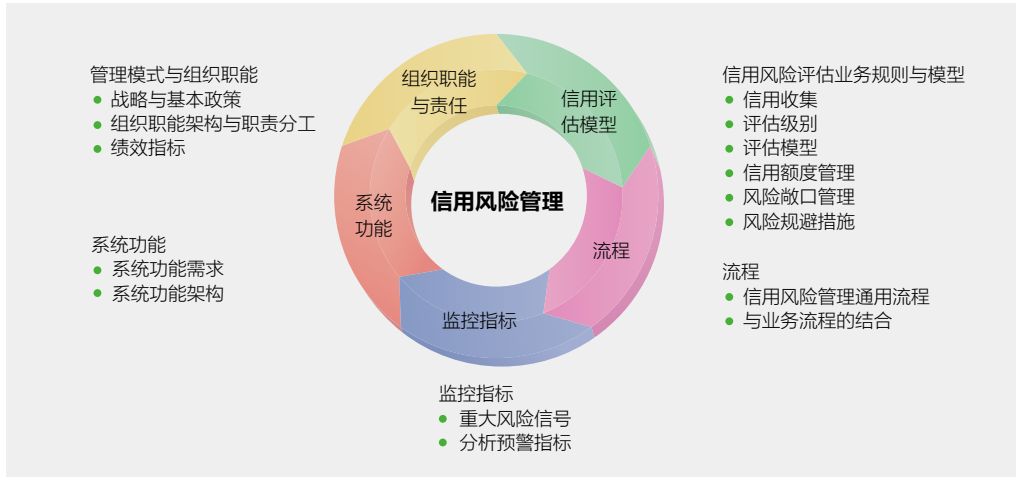 管理模式与组织职能
战略与基本政策
组织职能架构与职责分工
绩效指标
系统功能
系统功能需求
系统功能架构
组织职能
与责任
信用评
估模型
系统
功能
信用风险管理
流程
监控指标
信用风险评估业务规则与模型
信用收集
评估级别
评估模型
信用额度管理
风险敞口管理
风险规避措施
流程
信用风险管理通用流程
与业务流程的结合
监控指标
重大风险信号
分析预警指标